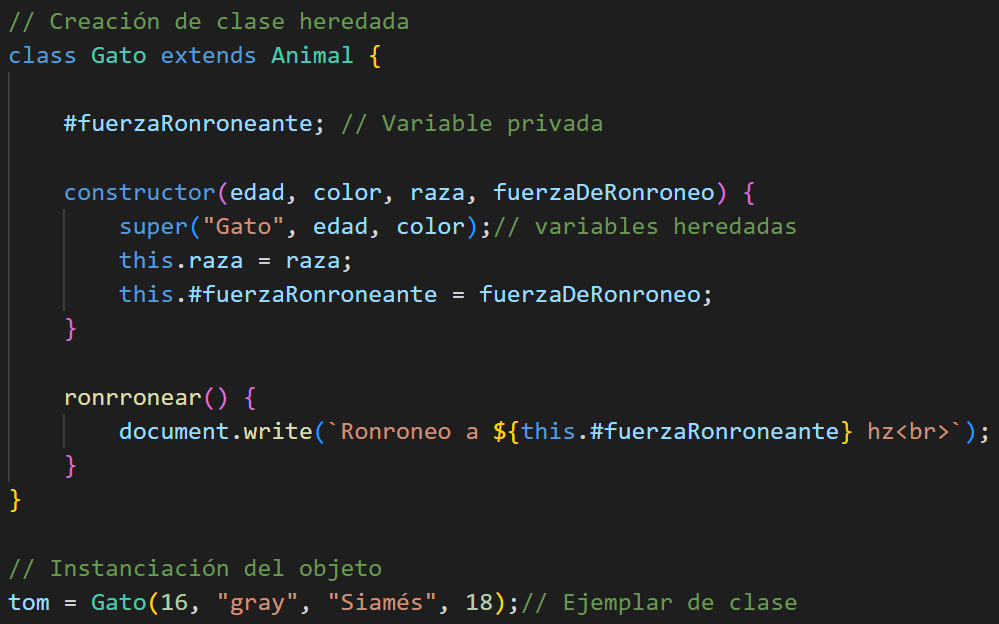 // Creación de clase heredada
class Gato extends Animal {
#fuerzaRonroneante; // Variable privada
constructor(edad, color, raza, fuerzaDeRonroneo) {
super("Gato", edad, color);// variables heredadas
this.raza = raza;
this.#fuerzaRonroneante = fuerzaDeRonroneo;
}
ronrronear() {
document.write(`Ronroneo a ${this.#fuerzaRonroneante} hz<br>`);
}
}
// Instanciación del objeto
tom = Gato(16, "gray", "Siamés", 18);// Ejemplar de clase